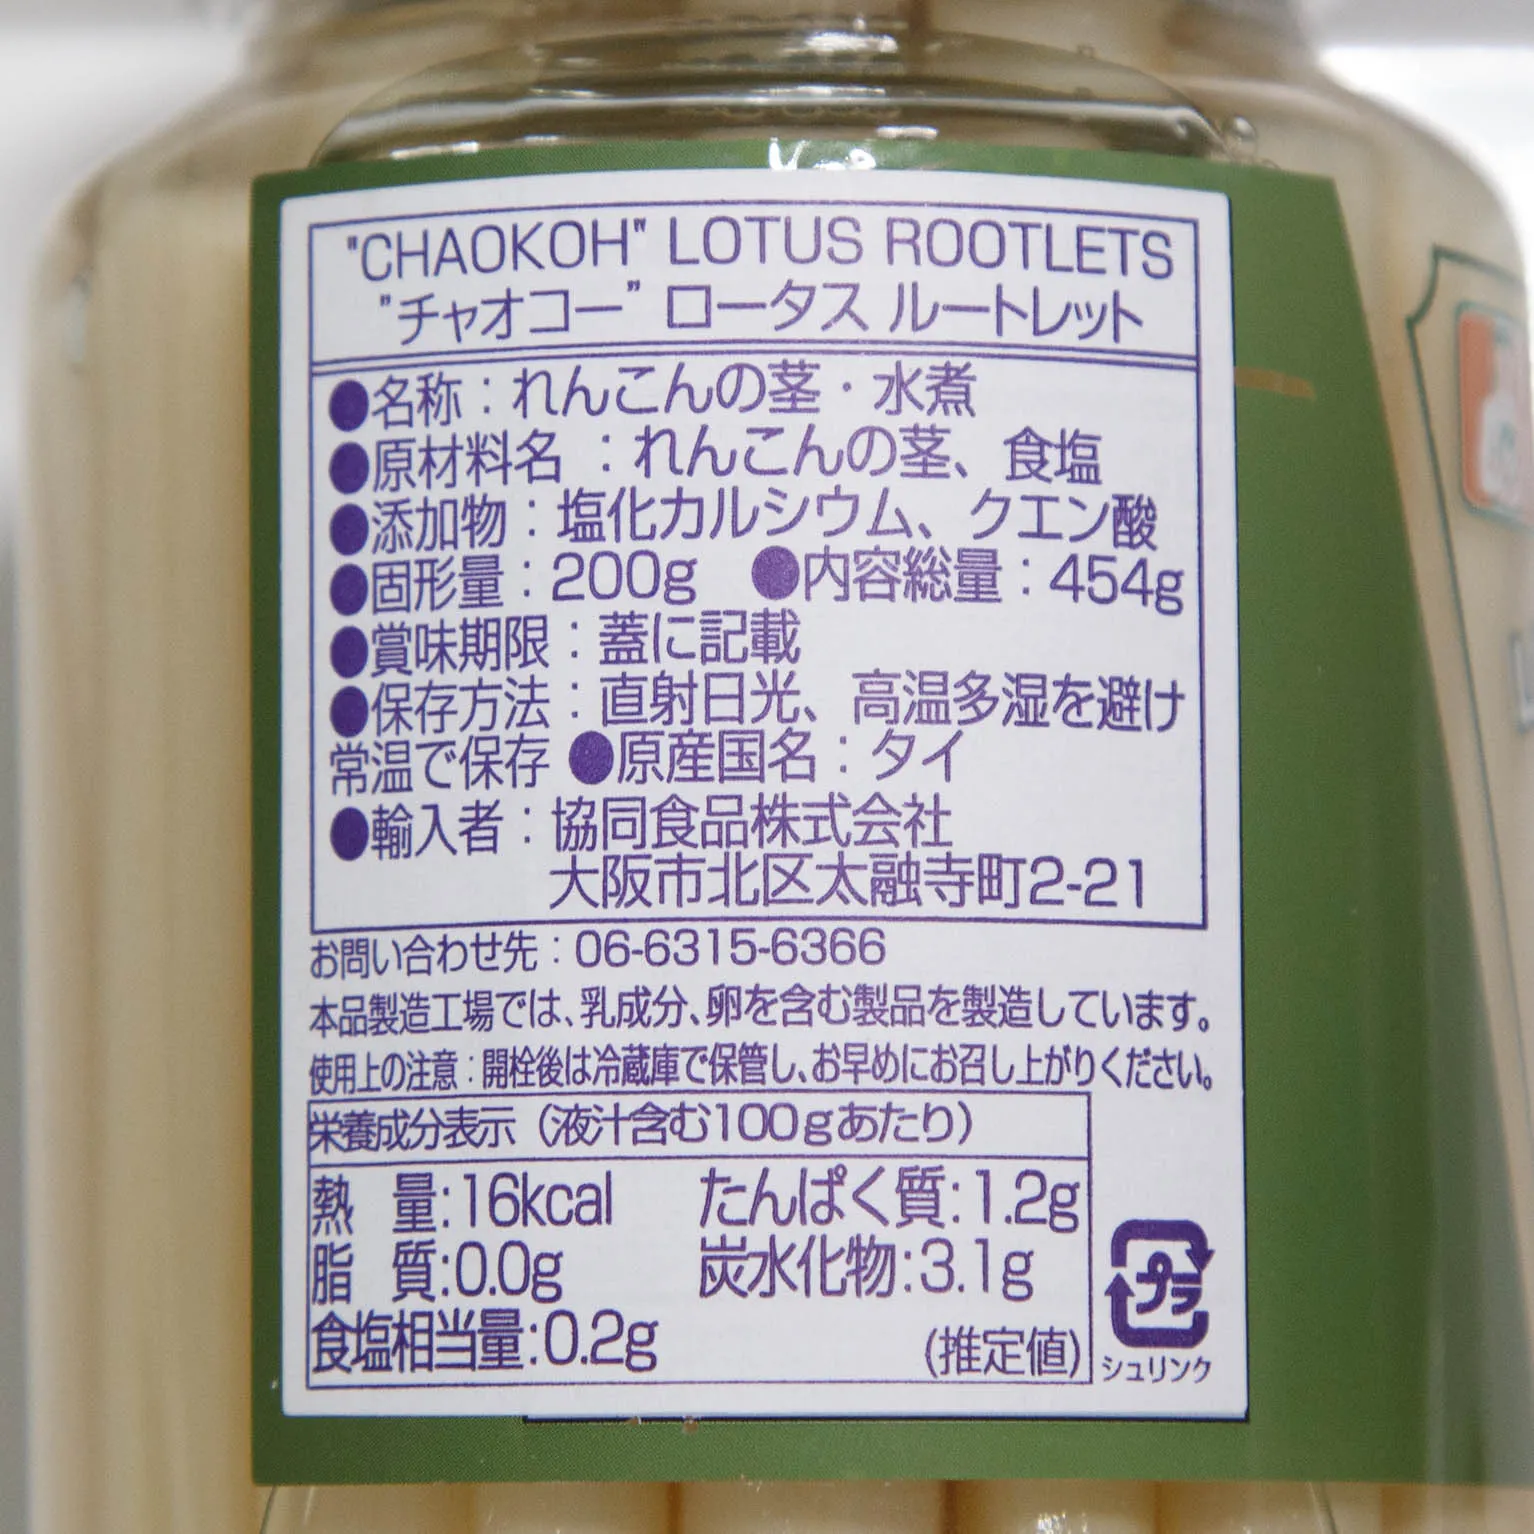 "CHAOKOH" LOTUS ROOTLETS
"チャオコー" ロータス ルートレット
●名称：れんこんの茎・水煮
●原材料名：れんこんの茎、食塩
●添加物：塩化カルシウム、クエン酸
●固形量：200g ●内容総量：454g
●賞味期限：蓋に記載
●保存方法：直射日光、高温多湿を避け
常温で保存 ●原産国名：タイ
●輸入者：協同食品株式会社
大阪市北区太融寺町2-21
お問い合わせ先：06-6315-6366
本品製造工場では、乳成分、卵を含む製品を製造しています。
使用上の注意：開栓後は冷蔵庫で保管し、お早めにお召し上がりください。
栄養成分表示（液汁含む100gあたり）
熱量:16kcal たんぱく質:1.2g
脂質:0.0g 炭水化物:3.1g
食塩相当量:0.2g (推定値)
プラ
シュリンク